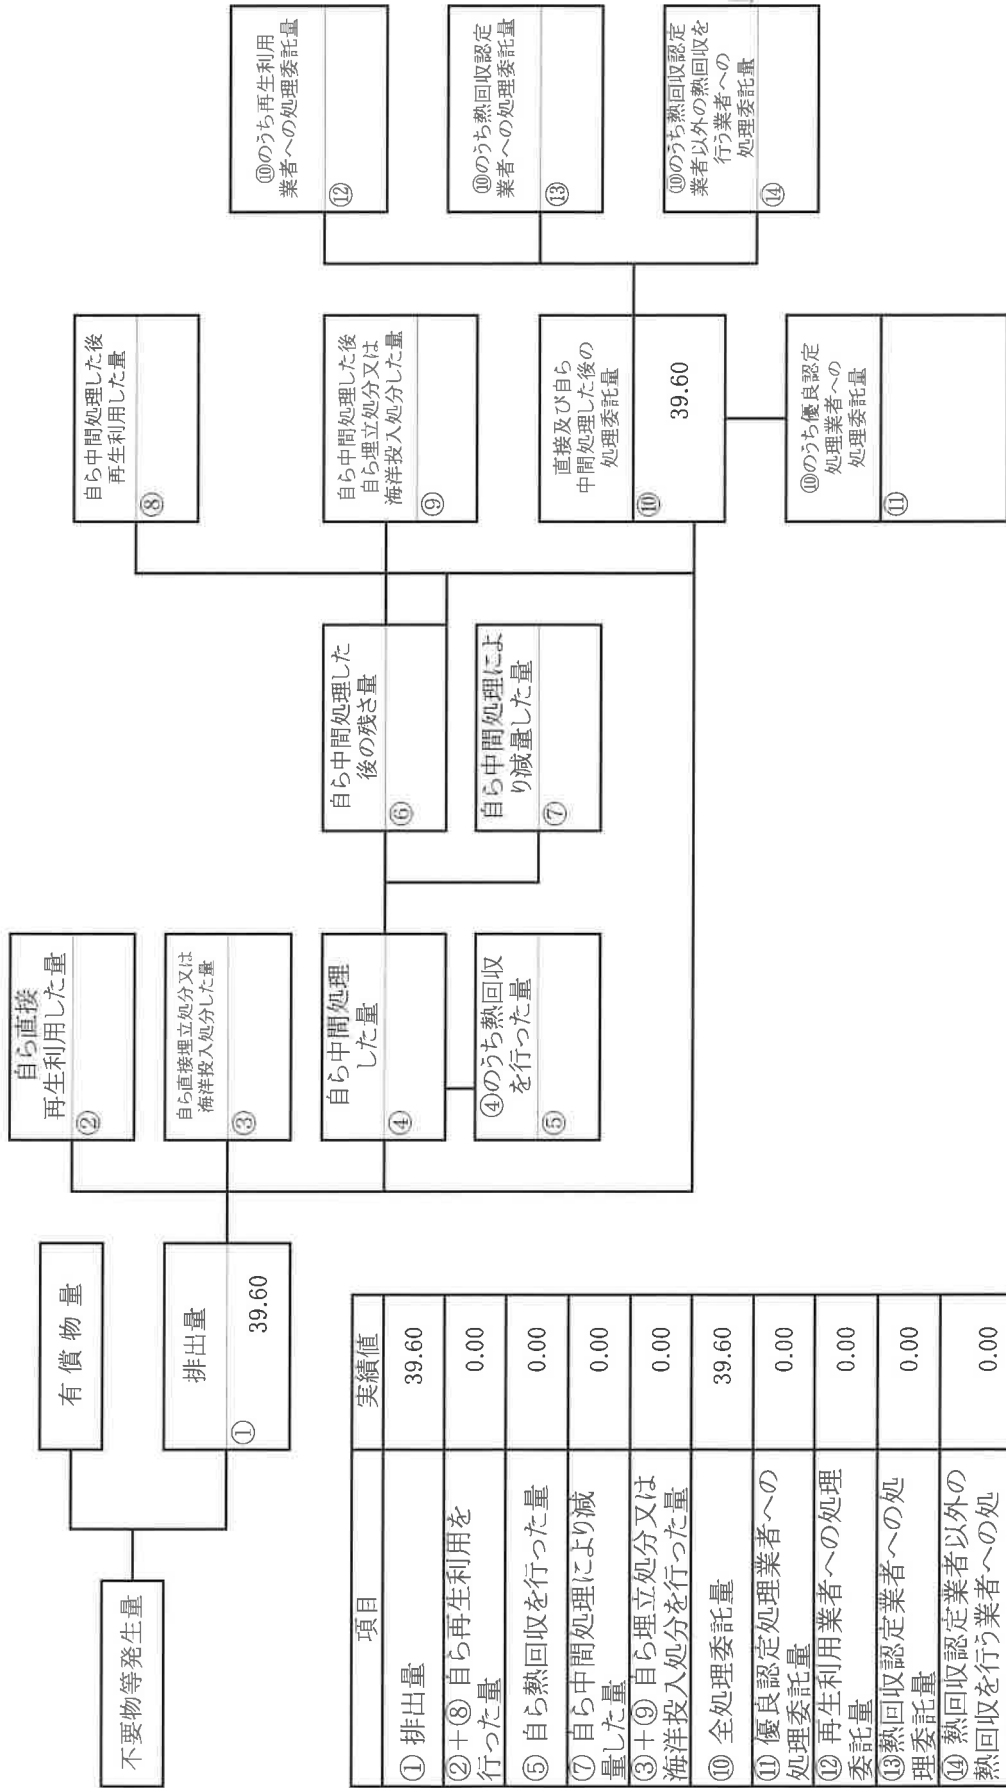 不要物等発生量
有償物量
排出量
①
39.60
自ら直接
再生利用した量
②
自ら直接埋立処分又は
海洋投入処分した量
③
自ら中間処理
した量
④
④のうち熱回収
を行った量
⑤
自ら中間処理した
後の残さ量
⑥
自ら中間処理によ
り減量した量
⑦
自ら中間処理した後
再生利用した量
⑧
自ら中間処理した後
自ら埋立処分又は
海洋投入処分した量
⑨
直接及び自ら
中間処理した後の
処理委託量
⑩
39.60
⑩のうち優良認定
処理業者への
処理委託量
⑪
⑩のうち再生利用
業者への処理委託量
⑫
⑩のうち熱回収認定
業者への処理委託量
⑬
⑩のうち熱回収認定
業者以外の熱回収を
行う業者への
処理委託量
⑭
項目 実績値
① 排出量 39.60
②+⑧ 自ら再生利用を
行った量 0.00
⑤ 自ら熱回収を行った量 0.00
⑦ 自ら中間処理により減
量した量 0.00
③+⑨ 自ら埋立処分又は
海洋投入処分を行った量 0.00
⑩ 全処理委託量 39.60
⑪ 優良認定処理業者への
処理委託量 0.00
⑫ 再生利用業者への処理
委託量 0.00
⑬熱回収認定業者への処
理委託量 0.00
⑭ 熱回収認定業者以外の
熱回収を行う業者への処 0.00